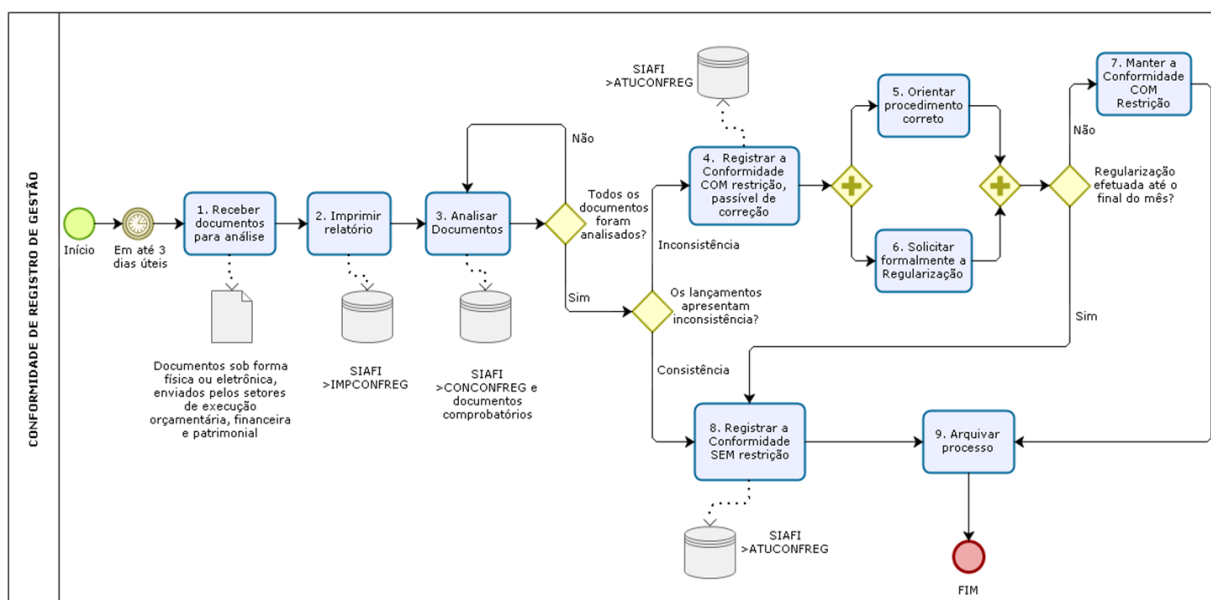 CONFORMIDADE DE REGISTRO DE GESTÃO
Início
Em até 3
dias úteis
1. Receber
documentos
para análise
Documentos sob forma
física ou eletrônica,
enviados pelos setores
de execução
orçamentária, financeira
e patrimonial
2. Imprimir
relatório
SIAFI
>IMPCONFREG
3. Analisar
Documentos
SIAFI
>CONCONFREG e
documentos
comprobatórios
Não
Todos os
documentos
foram
analisados?
Sim
Os lançamentos
apresentam
inconsistência?
Inconsistência
Consistência
SIAFI
>ATUCONFREG
4. Registrar a
Conformidade
COM restrição,
passível de
correção
5. Orientar
procedimento
correto
6. Solicitar
formalmente a
Regularização
Regularização
efetuada até o
final do mês?
Não
Sim
7. Manter a
Conformidade
COM
Restrição
8. Registrar a
Conformidade
SEM restrição
SIAFI
>ATUCONFREG
9. Arquivar
processo
FIM